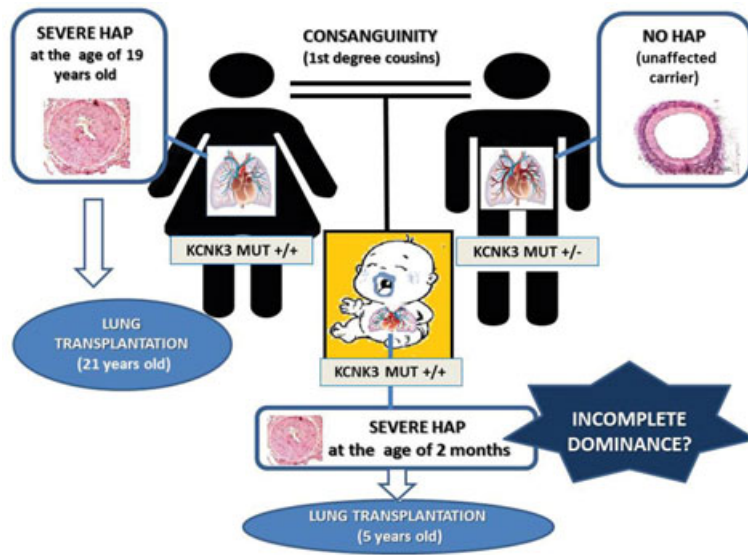 SEVERE HAP
at the age of 19
years old
CONSANGUINITY
(1st degree cousins)
NO HAP
(unaffected
carrier)
KCNK3 MUT +/+
KCNK3 MUT +/-
LUNG
TRANSPLANTATION
(21 years old)
KCNK3 MUT +/+
SEVERE HAP
at the age of 2 months
INCOMPLETE
DOMINANCE?
LUNG TRANSPLANTATION
(5 years old)